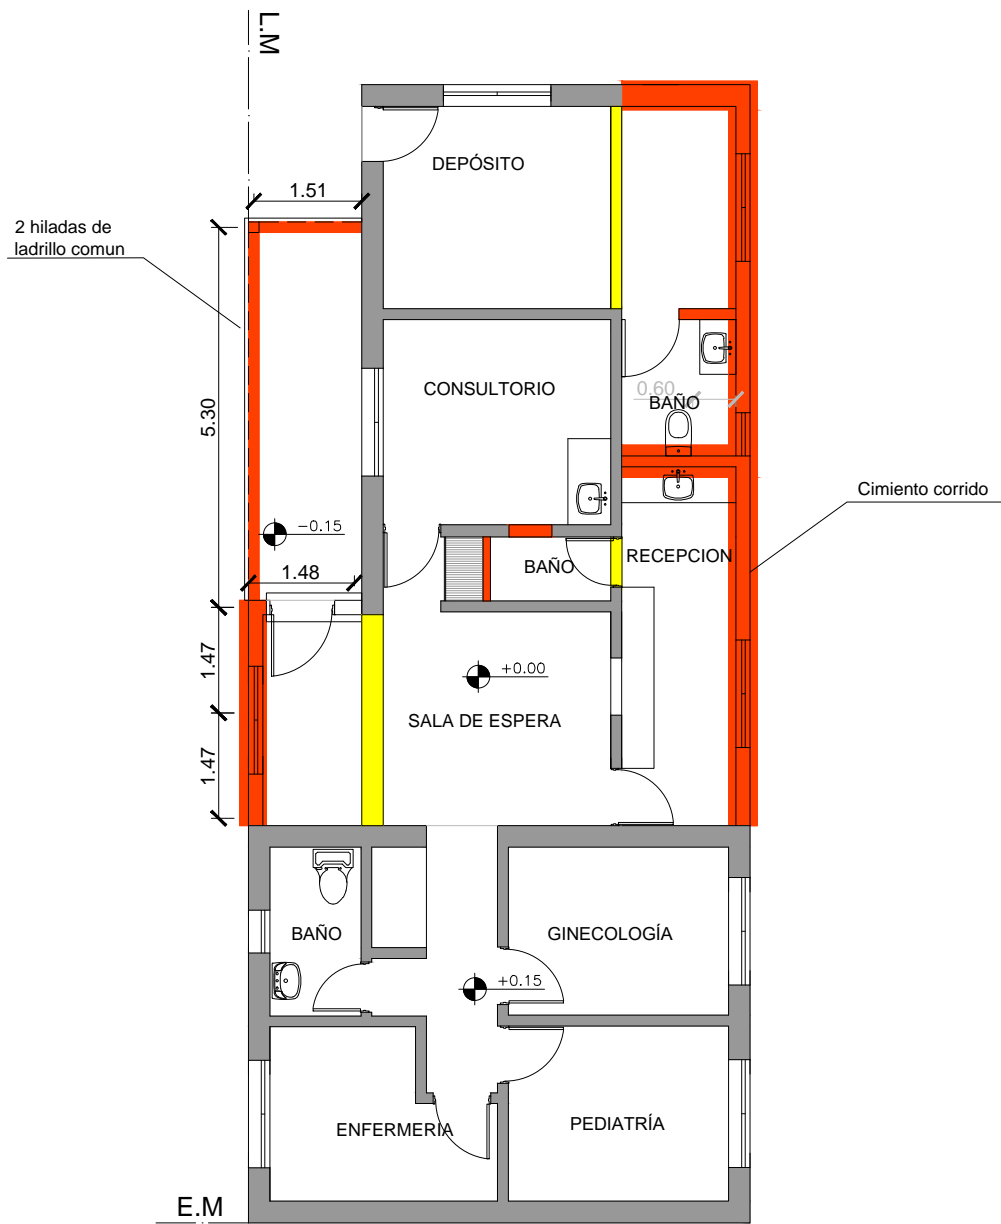 L.M
DEPÓSITO
1.51
2 hiladas de
ladrillo comun
CONSULTORIO
0.60
BAÑO
5.30
Cimiento corrido
-0.15
RECEPCION
BAÑO
1.48
1.47
+0.00
SALA DE ESPERA
1.47
BAÑO
GINECOLOGÍA
+0.15
ENFERMERIA
PEDIATRÍA
E.M